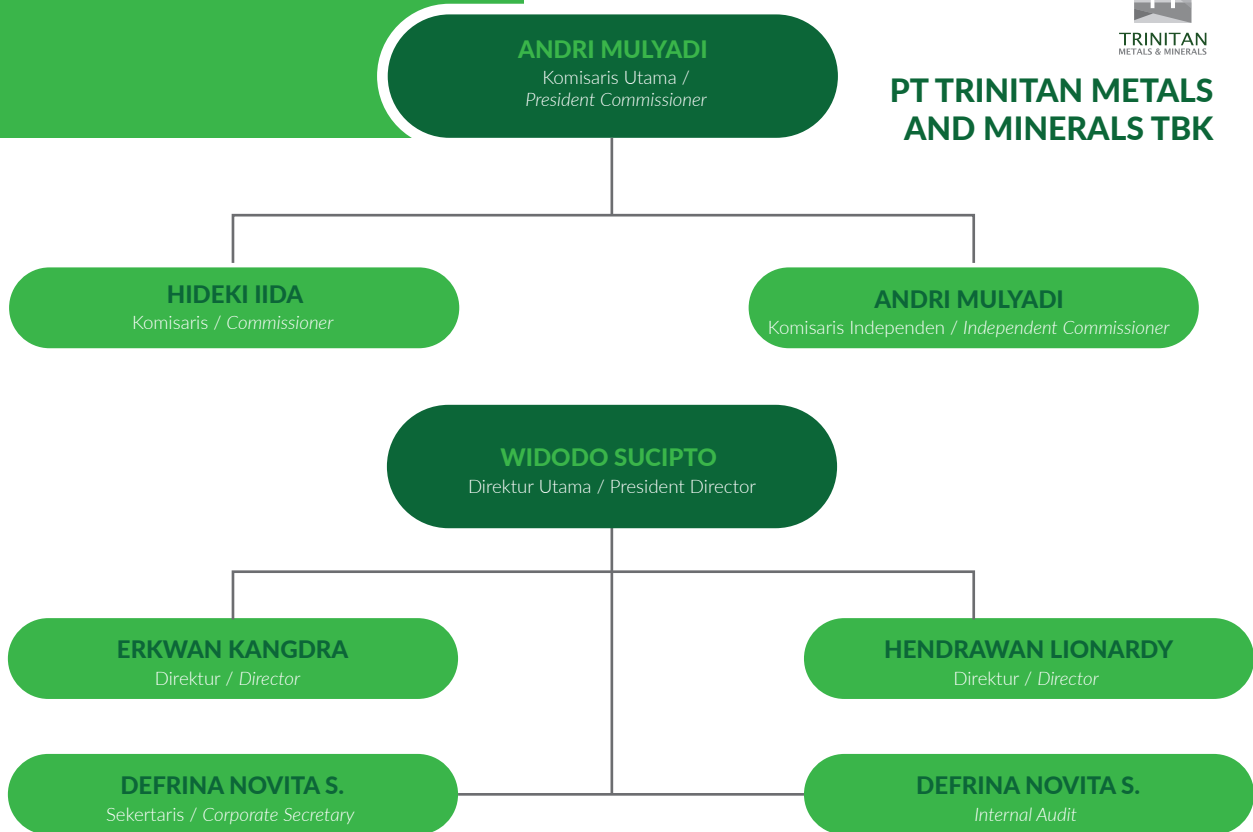 TRINITAN
METALS & MINERALS
PT TRINITAN METALS
AND MINERALS TBK
ANDRI MULYADI
Komisaris Utama /
President Commissioner
HIDEKI IIDA
Komisaris / Commissioner
ANDRI MULYADI
Komisaris Independen / Independent Commissioner
WIDODO SUCIPTO
Direktur Utama / President Director
ERKWAN KANGDRA
Direktur / Director
HENDRAWAN LIONARDY
Direktur / Director
DEFRINA NOVITA S.
Sekertaris / Corporate Secretary
DEFRINA NOVITA S.
Internal Audit